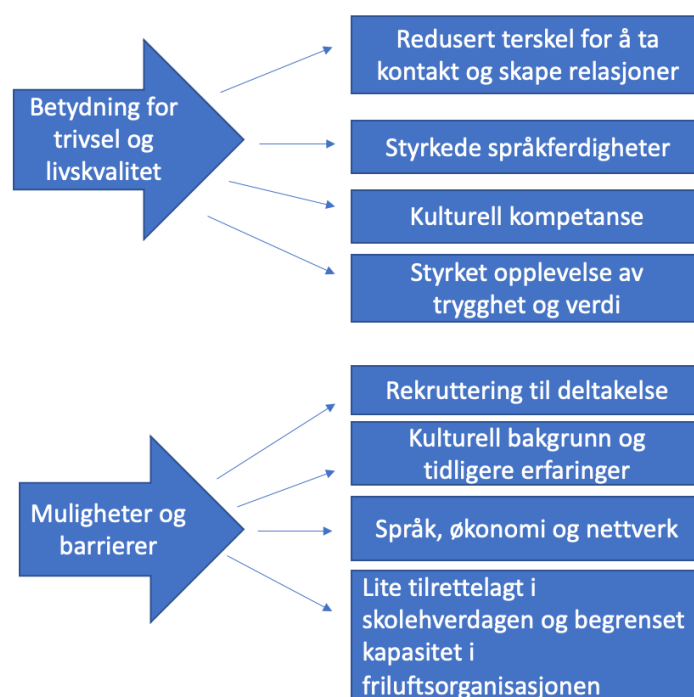 Betydning for
trivsel og
livskvalitet
Redusert terskel for å ta
kontakt og skape relasjoner
Styrkede språkferdigheter
Kulturell kompetanse
Styrket opplevelse av
trygghet og verdi
Muligheter og
barrierer
Rekruttering til deltakelse
Kulturell bakgrunn og
tidligere erfaringer
Språk, økonomi og nettverk
Lite tilrettelagt i
skolehverdagen og begrenset
kapasitet i
friluftsorganisasjonen